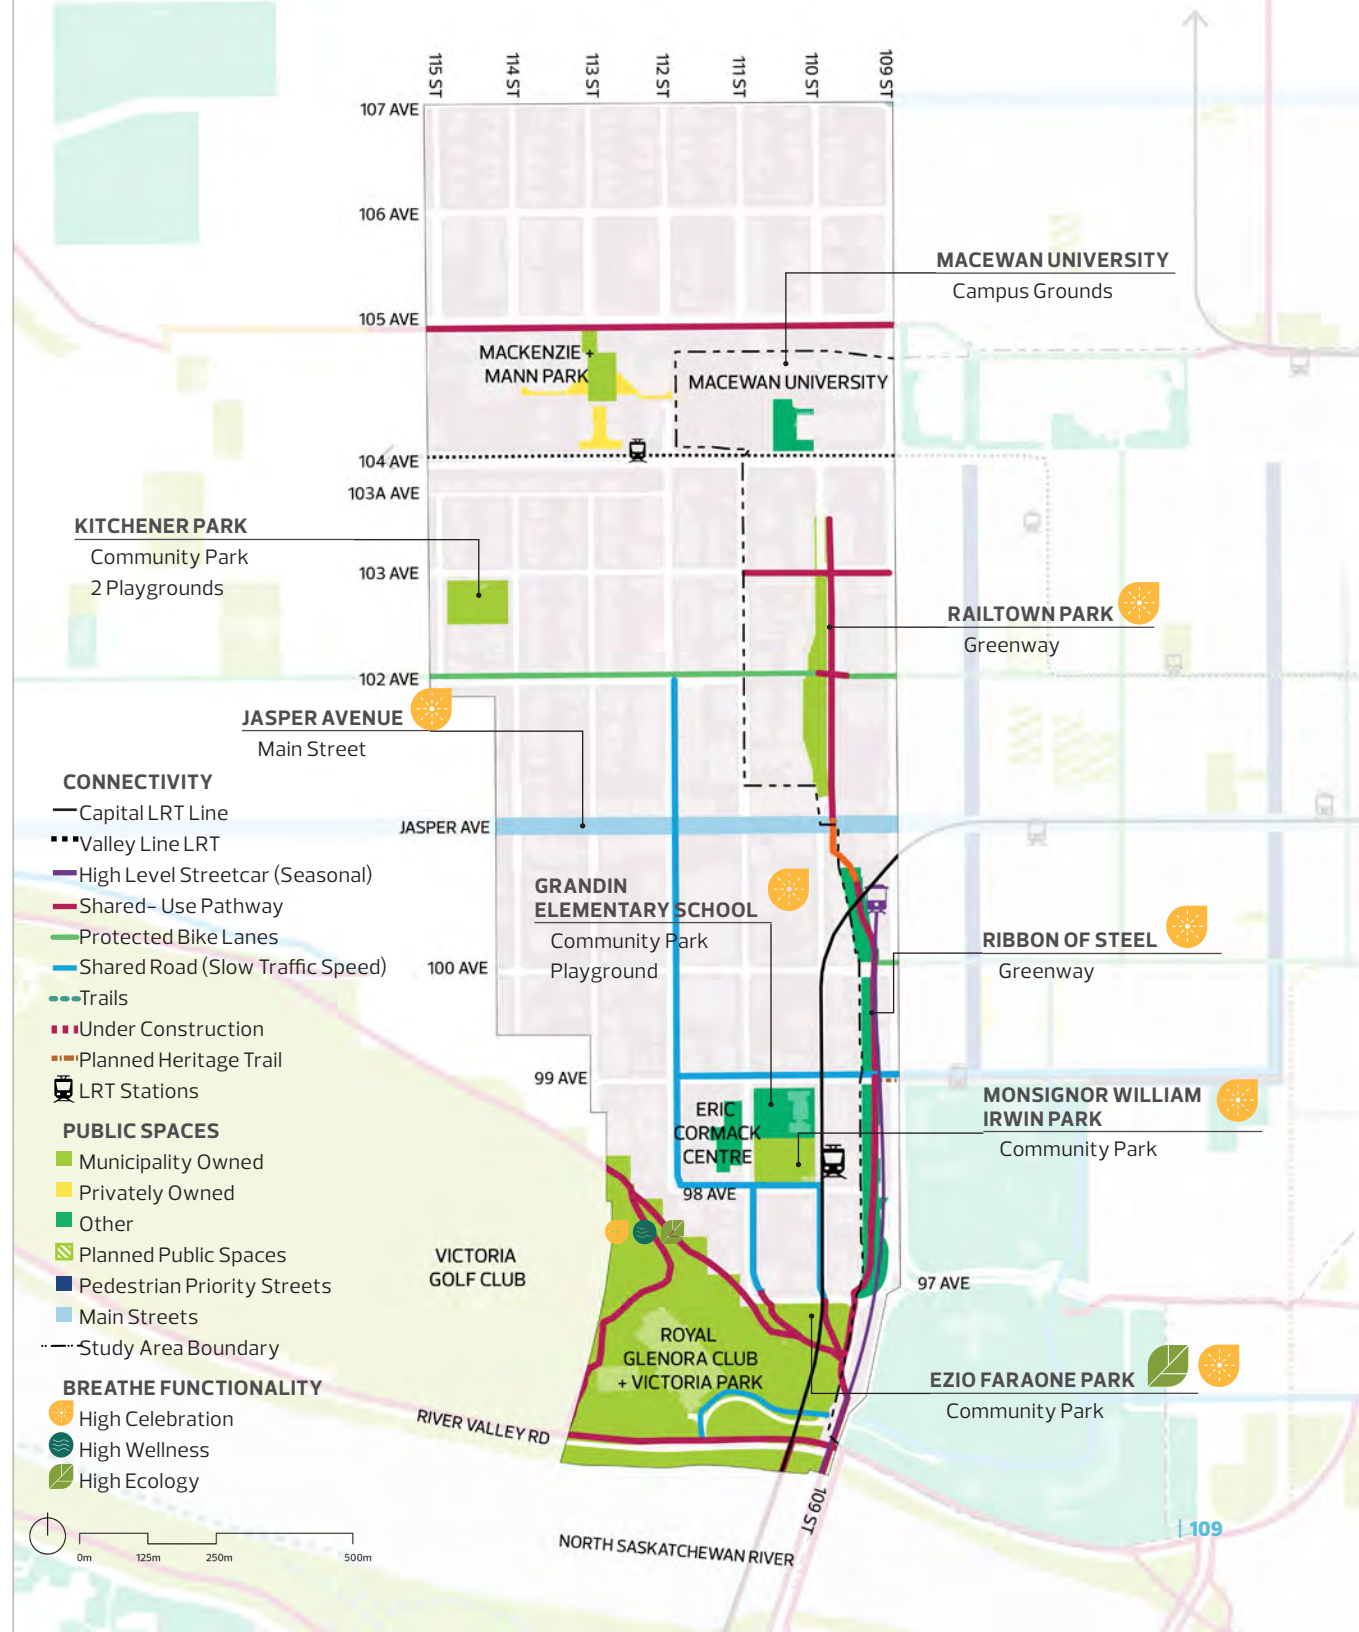 115 ST
114 ST
113 ST
112 ST
111 ST
110 ST
109 ST
107 AVE
106 AVE
MACEWAN UNIVERSITY
Campus Grounds
105 AVE
MACKENZIE +
MANN PARK
MACEWAN UNIVERSITY
104 AVE
103A AVE
KITCHENER PARK
Community Park
2 Playgrounds
103 AVE
RAILTOWN PARK
Greenway
102 AVE
JASPER AVENUE
Main Street
CONNECTIVITY
Capital LRT Line
Valley Line LRT
High Level Streetcar (Seasonal)
Shared- Use Pathway
Protected Bike Lanes
Shared Road (Slow Traffic Speed)
Trails
Under Construction
Planned Heritage Trail
LRT Stations
JASPER AVE
GRANDIN
ELEMENTARY SCHOOL
Community Park
Playground
RIBBON OF STEEL
Greenway
100 AVE
99 AVE
ERIC
CORMACK
CENTRE
MONSIGNOR WILLIAM
IRWIN PARK
Community Park
98 AVE
PUBLIC SPACES
Municipality Owned
Privately Owned
Other
Planned Public Spaces
Pedestrian Priority Streets
Main Streets
Study Area Boundary
VICTORIA
GOLF CLUB
97 AVE
ROYAL
GLENORA CLUB
+ VICTORIA PARK
EZIO FARAONE PARK
Community Park
BREATHE FUNCTIONALITY
High Celebration
High Wellness
High Ecology
RIVER VALLEY RD
109 ST
NORTH SASKATCHEWAN RIVER
0m 125m 250m 500m
| 109